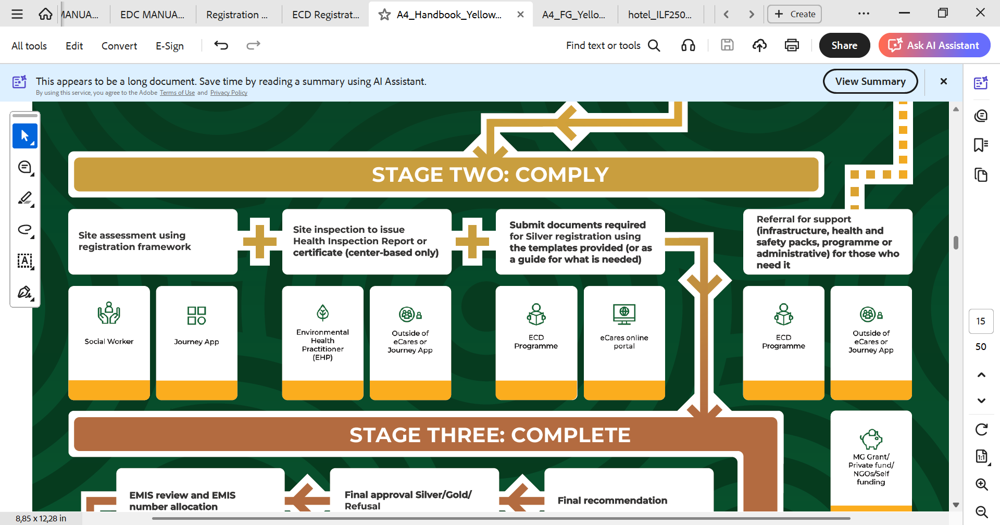 MANUA...
EDC MANUA...
Registration ...
ECD Registrat...
A4_Handbook_Yellow...
A4_FG_Yello...
hotel_ILF250...
Create
All tools
Edit
Convert
E-Sign
Find text or tools
Share
Ask AI Assistant
This appears to be a long document. Save time by reading a summary using AI Assistant.
By using this service, you agree to the Adobe Terms of Use and Privacy Policy
View Summary
STAGE TWO: COMPLY
Site assessment using
registration framework
Site inspection to issue
Health Inspection Report or
certificate (center-based only)
Submit documents required
for Silver registration using
the templates provided (or as
a guide for what is needed)
Referral for support
(infrastructure, health and
safety packs, programme or
administrative) for those who
need it
Social Worker
Journey App
Environmental
Health
Practitioner
(EHP)
Outside of
eCares or
Journey App
ECD
Programme
eCares online
portal
ECD
Programme
Outside of
eCares or
Journey App
STAGE THREE: COMPLETE
MG Grant/
Private fund/
NGOs/Self
funding
EMIS review and EMIS
number allocation
Final approval Silver/Gold/
Refusal
Final recommendation
15
50
1:1
8,85 x 12,28 in